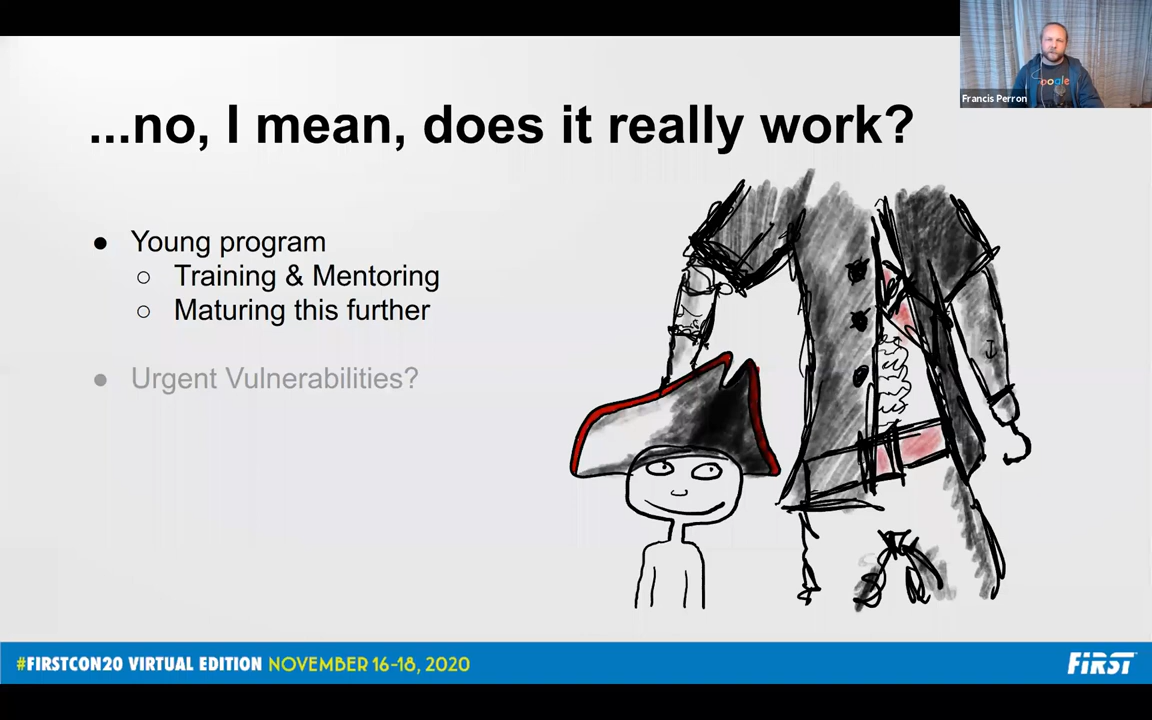 ...no, I mean, does it really work?
● Young program
○ Training & Mentoring
○ Maturing this further
● Urgent Vulnerabilities?
Google
Francis Perron
#FIRSTCON20 VIRTUAL EDITION NOVEMBER 16-18, 2020
FIRST